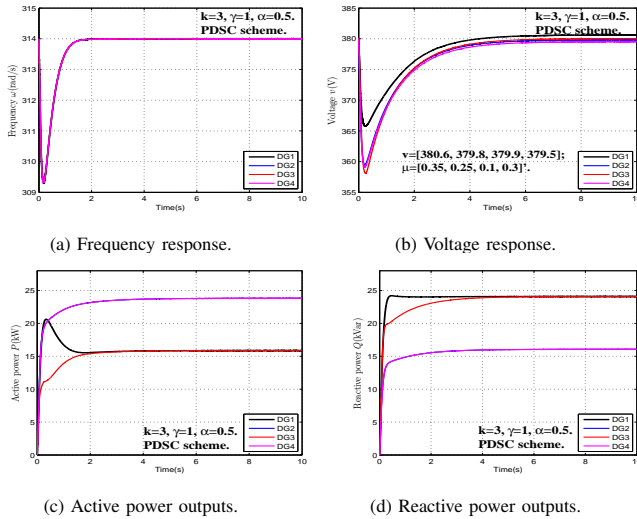 k=3, γ=1, α=0.5.
PDSC scheme.
Frequency ω(rad/s)
315
314
313
312
311
310
309
0 2 4 6 8 10
Time(s)
DG1
DG2
DG3
DG4
(a) Frequency response.
k=3, γ=1, α=0.5.
PDSC scheme.
Voltage v(V)
385
380
375
370
365
360
355
v=[380.6, 379.8, 379.9, 379.5];
μ=[0.35, 0.25, 0.1, 0.3]'.
0 2 4 6 8 10
Time(s)
DG1
DG2
DG3
DG4
(b) Voltage response.
Active power P(kW)
25
20
15
10
5
0
k=3, γ=1, α=0.5.
PDSC scheme.
0 2 4 6 8 10
Time(s)
DG1
DG2
DG3
DG4
(c) Active power outputs.
Reactive power Q(kVar)
25
20
15
10
5
0
k=3, γ=1, α=0.5.
PDSC scheme.
0 2 4 6 8 10
Time(s)
DG1
DG2
DG3
DG4
(d) Reactive power outputs.